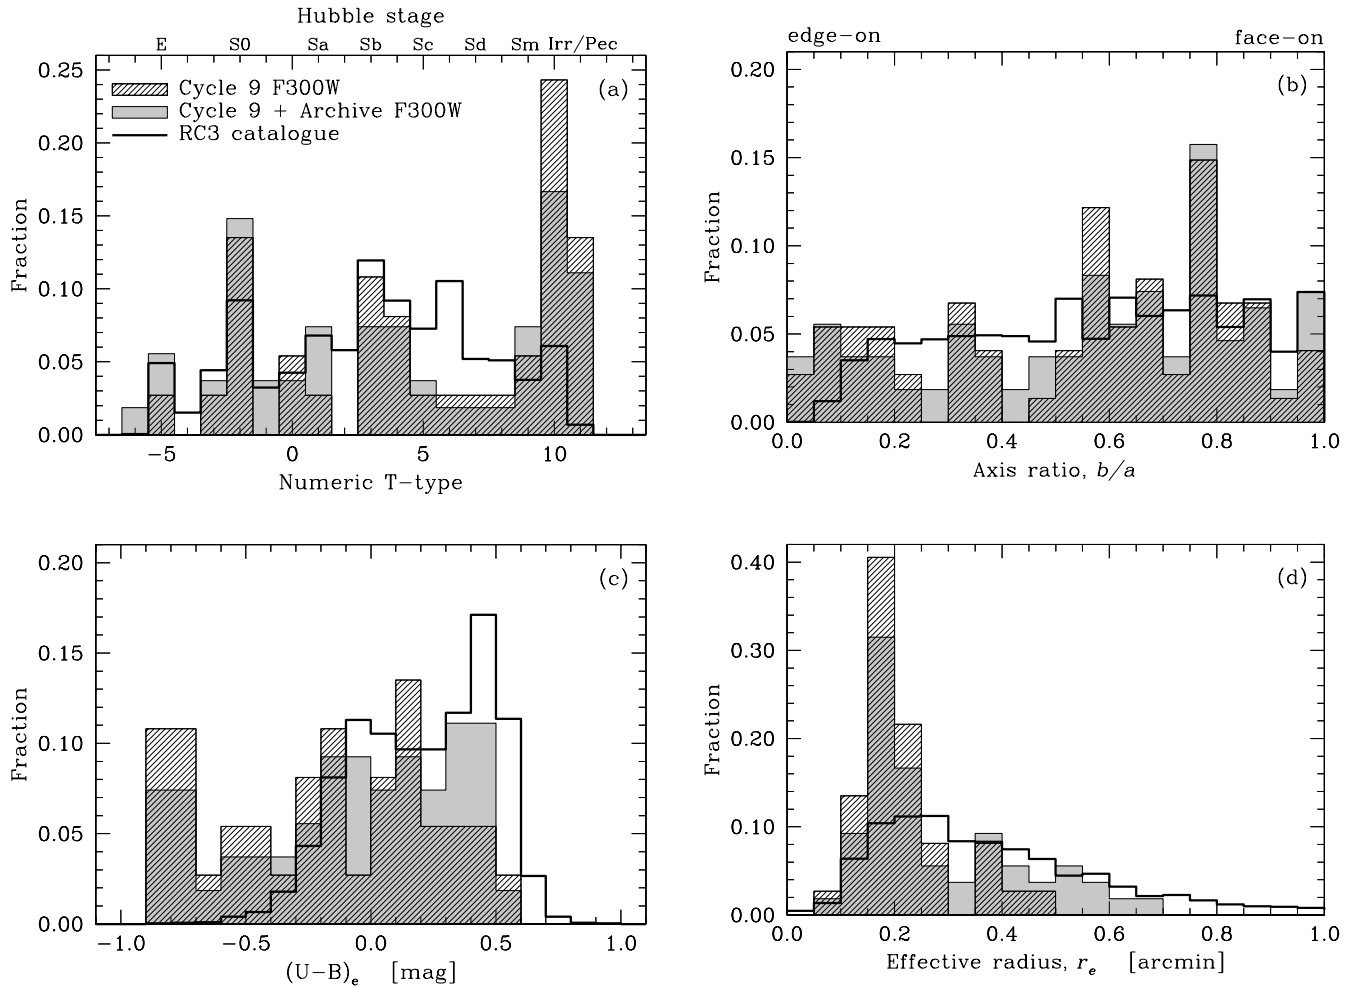 Hubble stage
E S0 Sa Sb Sc Sd Sm Irr/Pec
0.25
0.20
0.15
0.10
0.05
0.00
Fraction
Cycle 9 F300W
Cycle 9 + Archive F300W
RC3 catalogue
(a)
−5 0 5 10
Numeric T−type
edge−on face−on
0.20
0.15
0.10
0.05
0.00
Fraction
(b)
0.0 0.2 0.4 0.6 0.8 1.0
Axis ratio, b/a
0.20
0.15
0.10
0.05
0.00
Fraction
(c)
−1.0 −0.5 0.0 0.5 1.0
(U−B)e [mag]
0.40
0.30
0.20
0.10
0.00
Fraction
(d)
0.0 0.2 0.4 0.6 0.8 1.0
Effective radius, re [arcmin]